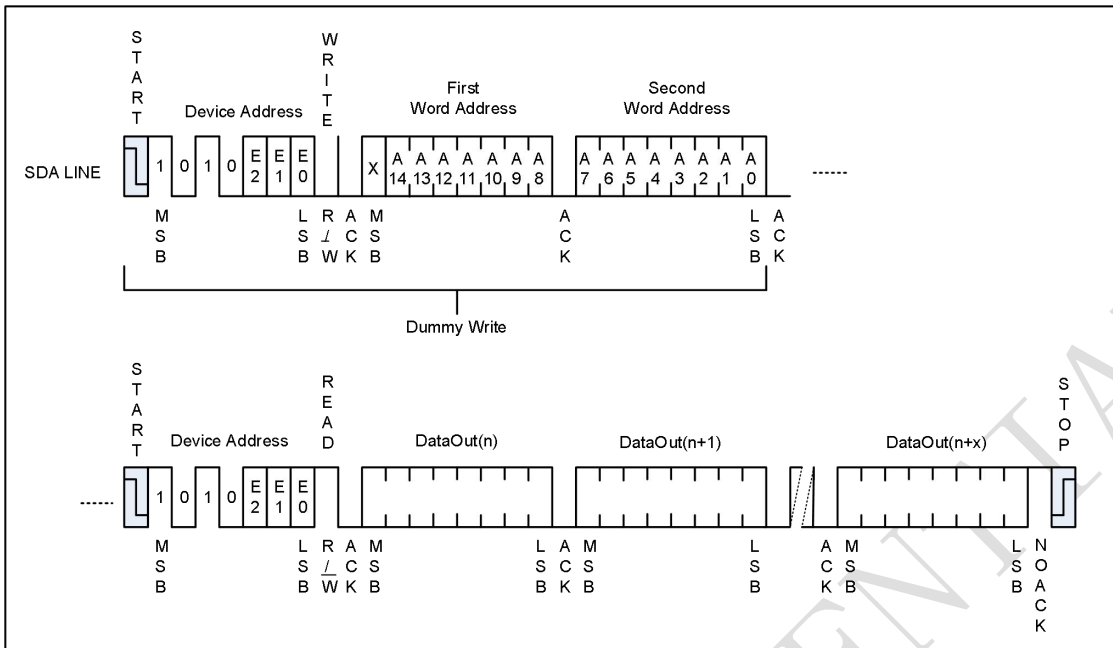 START
WRITE
Device Address
First
Word Address
Second
Word Address
SDA LINE
1 0 1 0 E2 E1 E0
X A14 A13 A12 A11 A10 A9 A8
A7 A6 A5 A4 A3 A2 A1 A0
MSB
LSB
R/W
ACK
MSB
ACK
LSB
ACK
Dummy Write
START
READ
STOP
Device Address
DataOut(n)
DataOut(n+1)
DataOut(n+x)
1 0 1 0 E2 E1 E0
MSB
LSB
R/W
ACK
MSB
LSB
ACK
MSB
LSB
ACK
MSB
LSB
NOACK